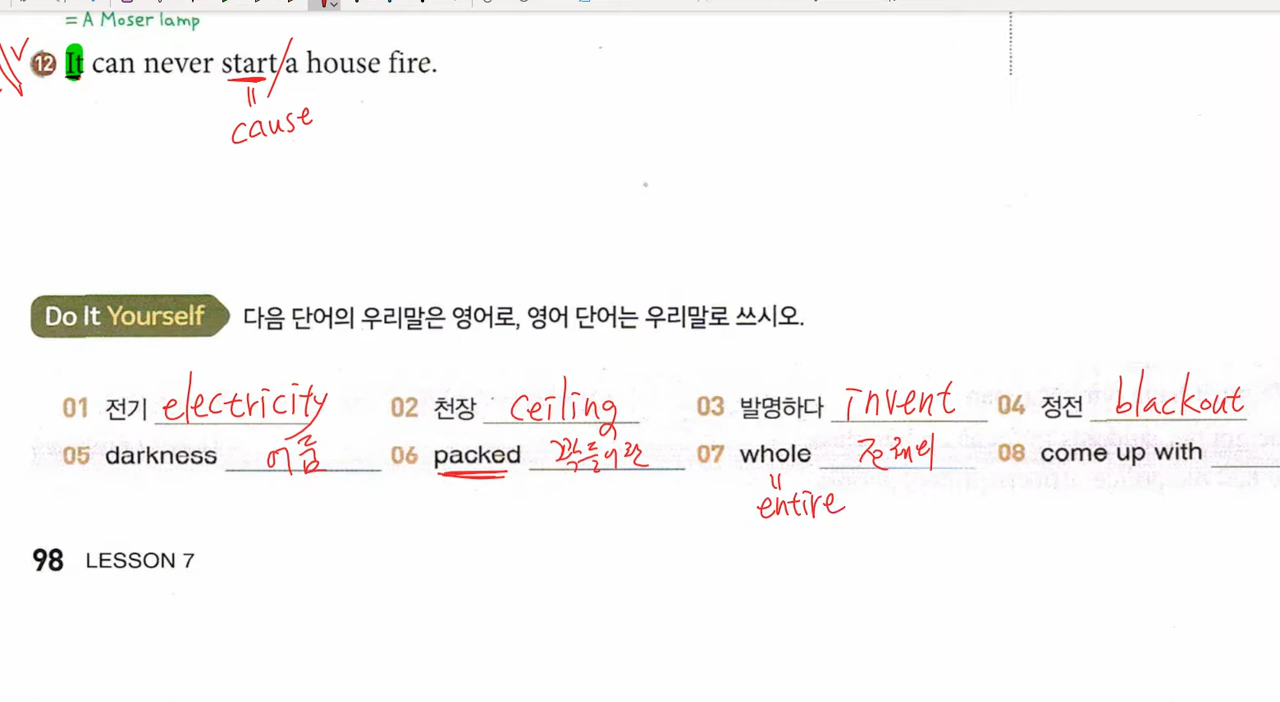 = A Moser lamp
12 It can never start / a house fire.
=
cause
Do It Yourself 다음 단어의 우리말은 영어로, 영어 단어는 우리말로 쓰시오.
01 전기 electricity 02 천장 ceiling 03 발명하다 invent 04 정전 blackout
05 darkness 어둠 06 packed 꽉 들어찬 07 whole 전체의 08 come up with
=
entire
98 LESSON 7